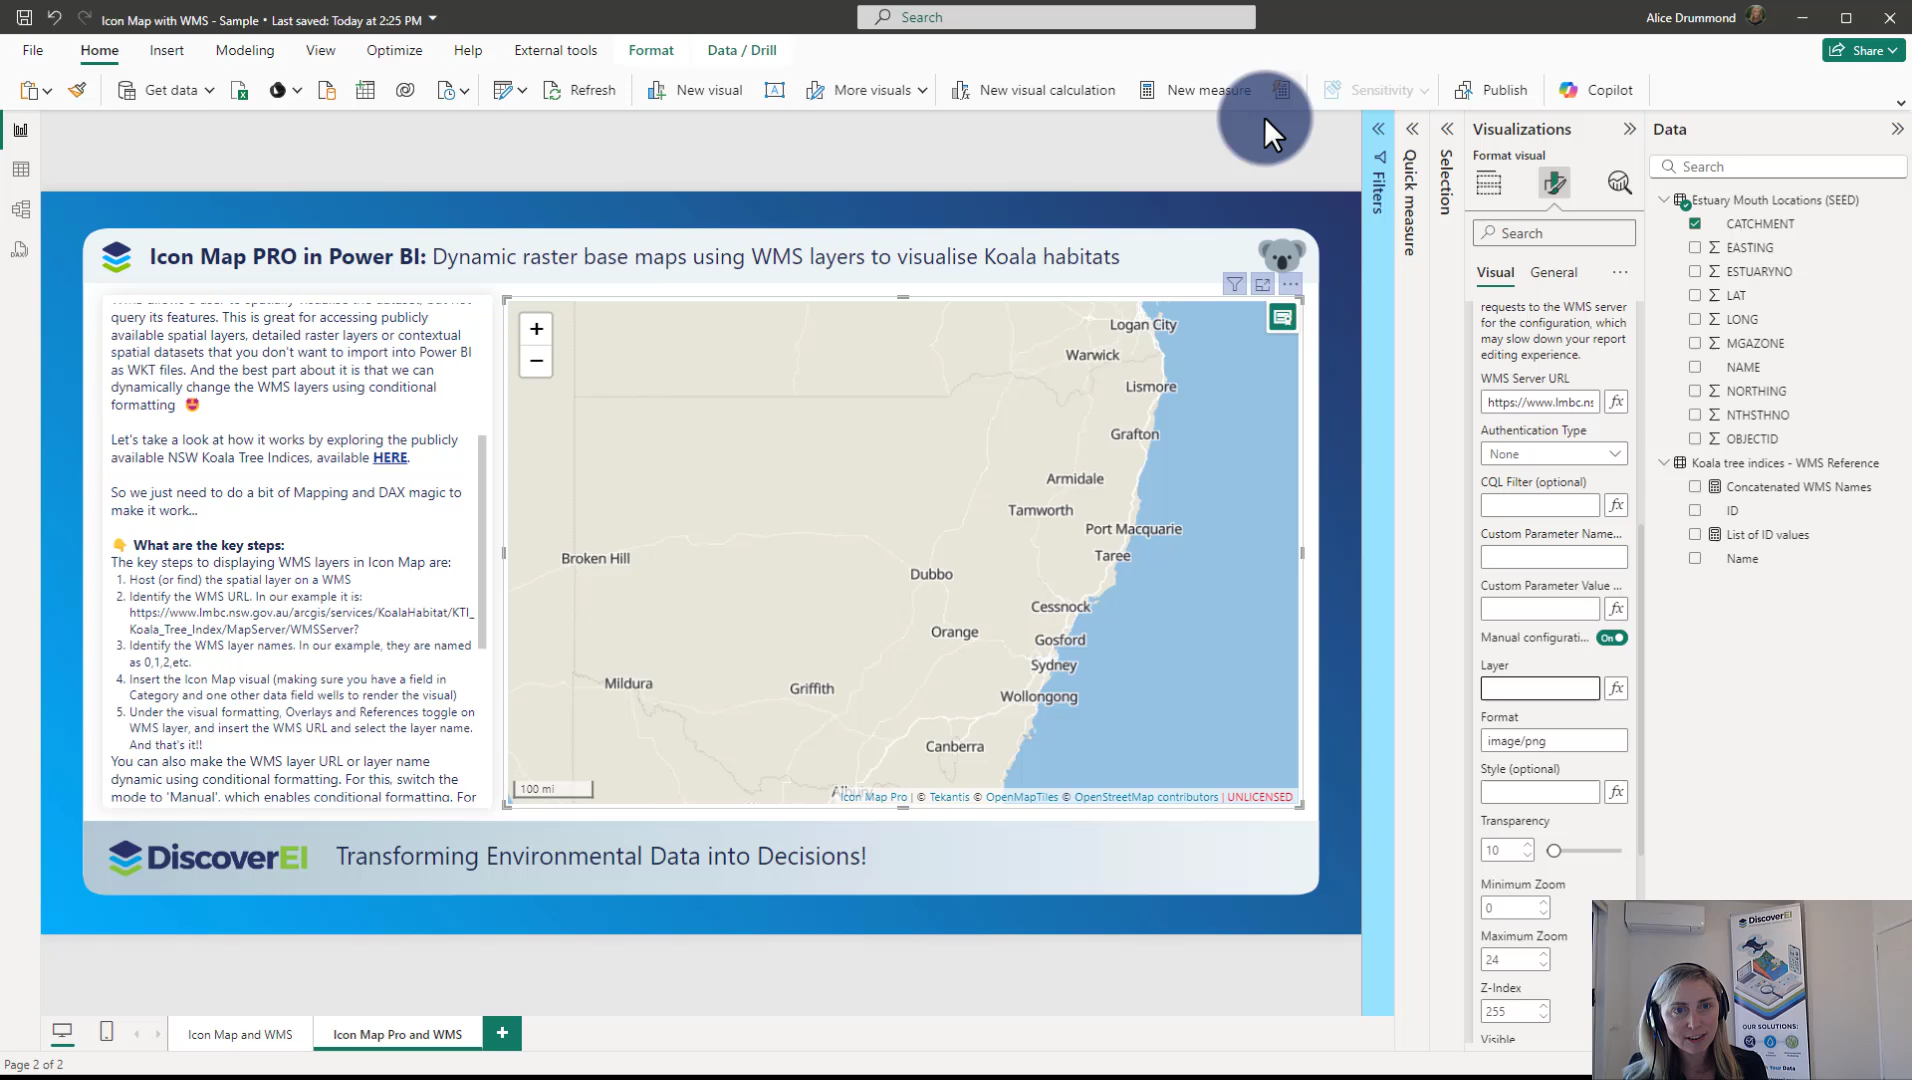 Icon Map with WMS - Sample • Last saved: Today at 2:25 PM
Search
Alice Drummond
File
Home
Insert
Modeling
View
Optimize
Help
External tools
Format
Data / Drill
Share
Get data
Refresh
New visual
More visuals
New visual calculation
New measure
Sensitivity
Publish
Copilot
Icon Map PRO in Power BI: Dynamic raster base maps using WMS layers to visualise Koala habitats
query its features. This is great for accessing publicly
available spatial layers, detailed raster layers or contextual
spatial datasets that you don't want to import into Power BI
as WKT files. And the best part about it is that we can
dynamically change the WMS layers using conditional
formatting 🤩
Let's take a look at how it works by exploring the publicly
available NSW Koala Tree Indices, available HERE.
So we just need to do a bit of Mapping and DAX magic to
make it work...
👇 What are the key steps:
The key steps to displaying WMS layers in Icon Map are:
1. Host (or find) the spatial layer on a WMS
2. Identify the WMS URL. In our example it is:
https://www.lmbc.nsw.gov.au/arcgis/services/KoalaHabitat/KTI_
Koala_Tree_Index/MapServer/WMSServer?
3. Identify the WMS layer names. In our example, they are named
as 0,1,2,etc.
4. Insert the Icon Map visual (making sure you have a field in
Category and one other data field wells to render the visual)
5. Under the visual formatting, Overlays and References toggle on
WMS layer, and insert the WMS URL and select the layer name.
And that's it!!
You can also make the WMS layer URL or layer name
dynamic using conditional formatting. For this, switch the
mode to 'Manual', which enables conditional formatting. For
+
−
Logan City
Warwick
Lismore
Grafton
Armidale
Tamworth
Port Macquarie
Taree
Broken Hill
Dubbo
Cessnock
Orange
Gosford
Sydney
Mildura
Griffith
Wollongong
Canberra
Albury
100 mi
Icon Map Pro | © Tekantis © OpenMapTiles © OpenStreetMap contributors | UNLICENSED
DiscoverEI
Transforming Environmental Data into Decisions!
Filters
Quick measure
Selection
Visualizations
Format visual
Search
Visual
General
requests to the WMS server
for the configuration, which
may slow down your report
editing experience.
WMS Server URL
https://www.lmbc.ns
fx
Authentication Type
None
CQL Filter (optional)
fx
Custom Parameter Name...
Custom Parameter Value ...
fx
Manual configurati...
On
Layer
fx
Format
image/png
Style (optional)
fx
Transparency
10
Minimum Zoom
0
Maximum Zoom
24
Z-Index
255
Visible
Data
Search
Estuary Mouth Locations (SEED)
CATCHMENT
EASTING
ESTUARYNO
LAT
LONG
MGAZONE
NAME
NORTHING
NTHSTHNO
OBJECTID
Koala tree indices - WMS Reference
Concatenated WMS Names
ID
List of ID values
Name
DiscoverEI
OUR SOLUTIONS:
Icon Map and WMS
Icon Map Pro and WMS
+
Page 2 of 2